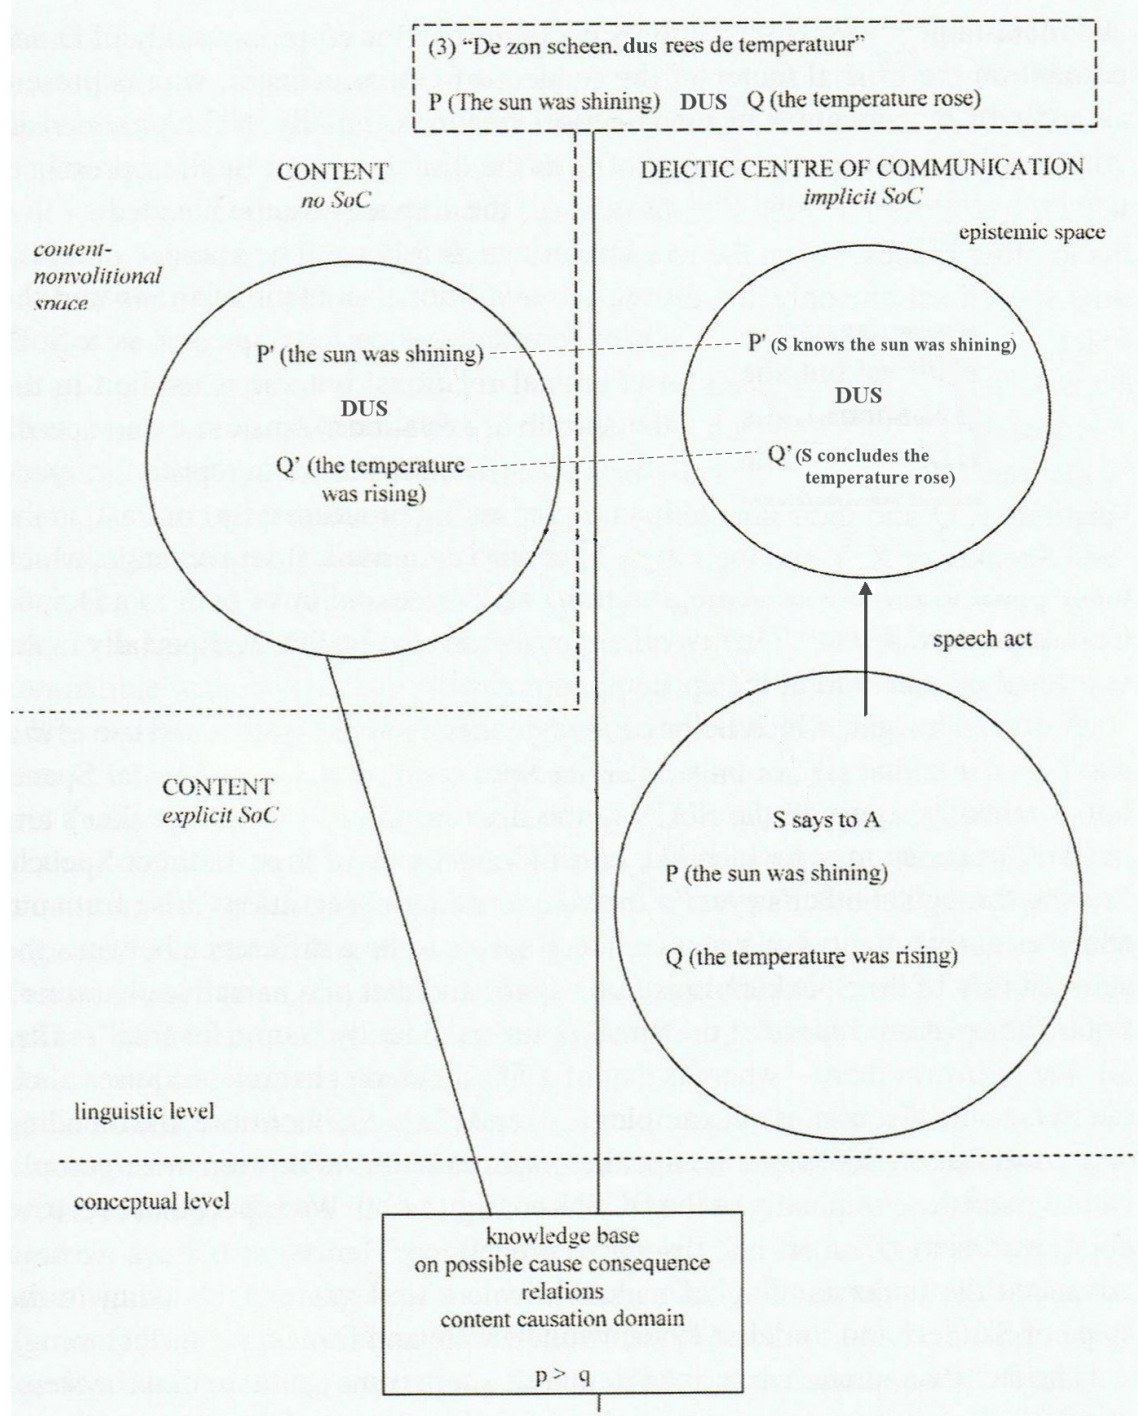 (3) “De zon scheen. dus rees de temperatuur”
P (The sun was shining) DUS Q (the temperature rose)
CONTENT
no SoC
DEICTIC CENTRE OF COMMUNICATION
implicit SoC
epistemic space
content-
nonvolitional
space
P' (the sun was shining)
DUS
Q’ (the temperature
was rising)
P' (S knows the sun was shining)
DUS
Q’ (S concludes the
temperature rose)
speech act
CONTENT
explicit SoC
S says to A
P (the sun was shining)
Q (the temperature was rising)
linguistic level
conceptual level
knowledge base
on possible cause consequence
relations
content causation domain
p > q